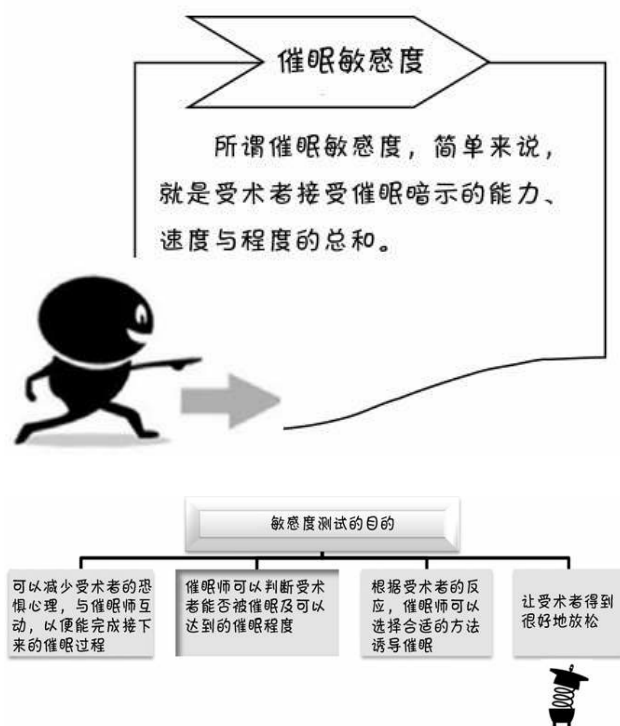 催眠敏感度
所谓催眠敏感度，简单来说，
就是受术者接受催眠暗示的能力、
速度与程度的总和。
敏感度测试的目的
可以减少受术者的恐
惧心理，与催眠师互
动，以便能完成接下
来的催眠过程
催眠师可以判断受术
者能否被催眠及可以
达到的催眠程度
根据受术者的反
应，催眠师可以
选择合适的方法
诱导催眠
让受术者得到
很好地放松